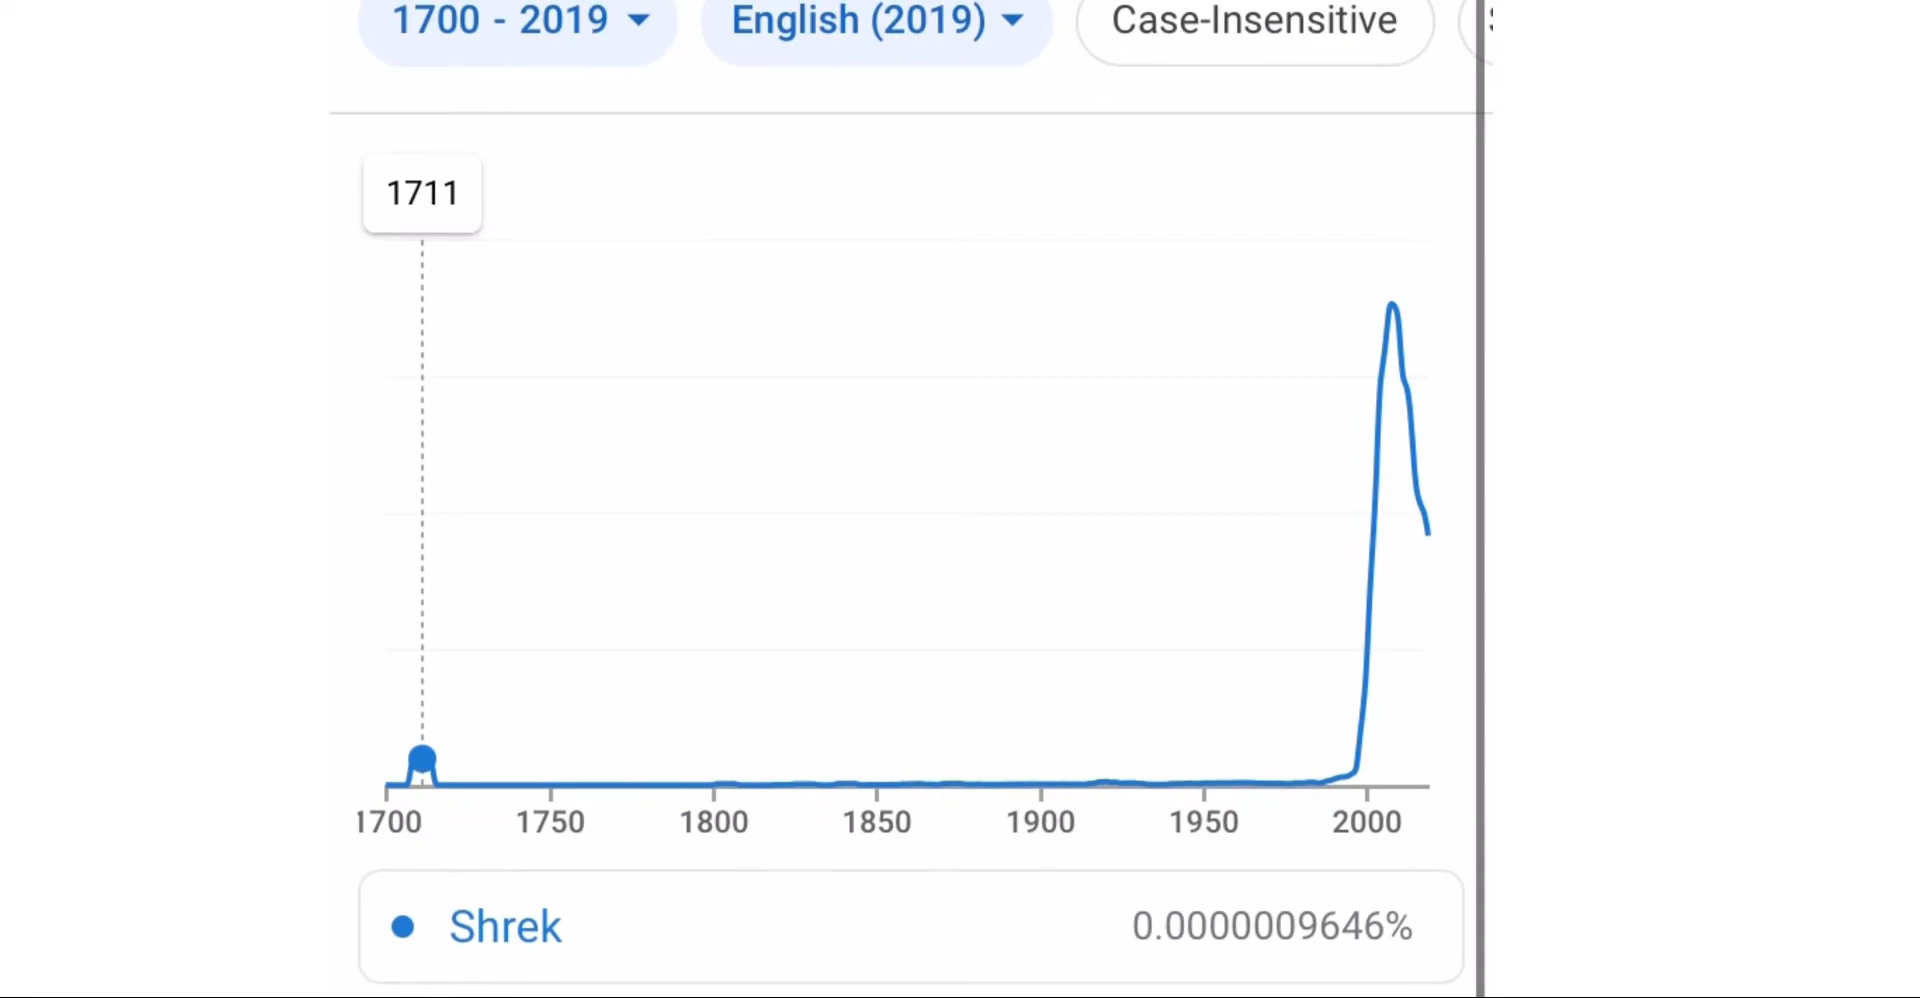 1700 - 2019 English (2019) Case-Insensitive
1711
1700 1750 1800 1850 1900 1950 2000
Shrek 0.0000009646%